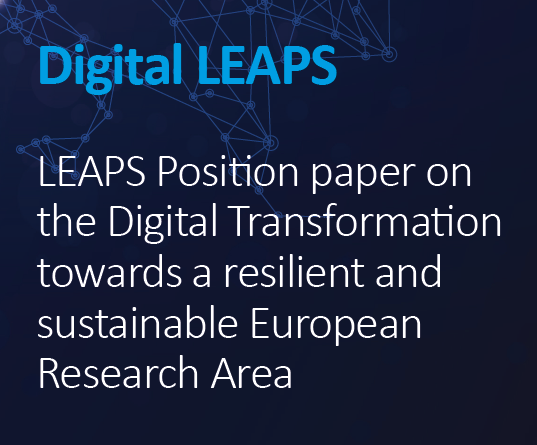 Digital LEAPS
LEAPS Position paper on
the Digital Transformation
towards a resilient and
sustainable European
Research Area